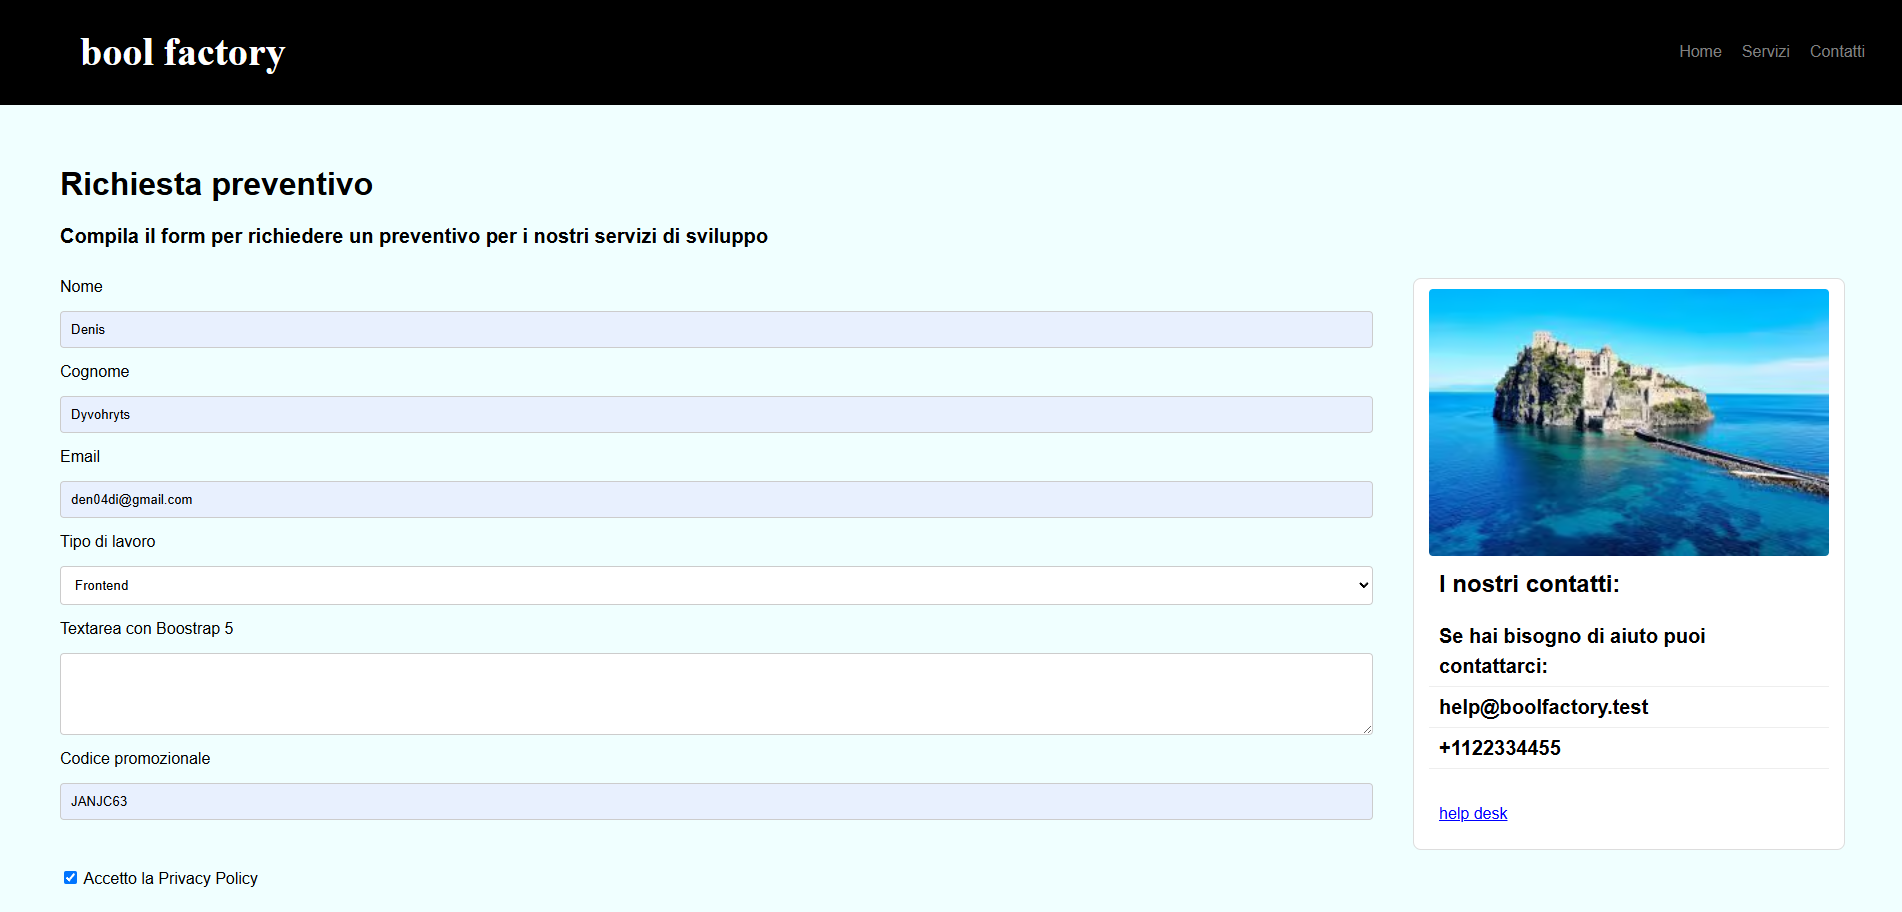 bool factory
Home Servizi Contatti
Richiesta preventivo
Compila il form per richiedere un preventivo per i nostri servizi di sviluppo
Nome
Denis
Cognome
Dyvohryts
Email
den04di@gmail.com
Tipo di lavoro
Frontend
Textarea con Boostrap 5
Codice promozionale
JANJC63
Accetto la Privacy Policy
I nostri contatti:
Se hai bisogno di aiuto puoi
contattarci:
help@boolfactory.test
+1122334455
help desk